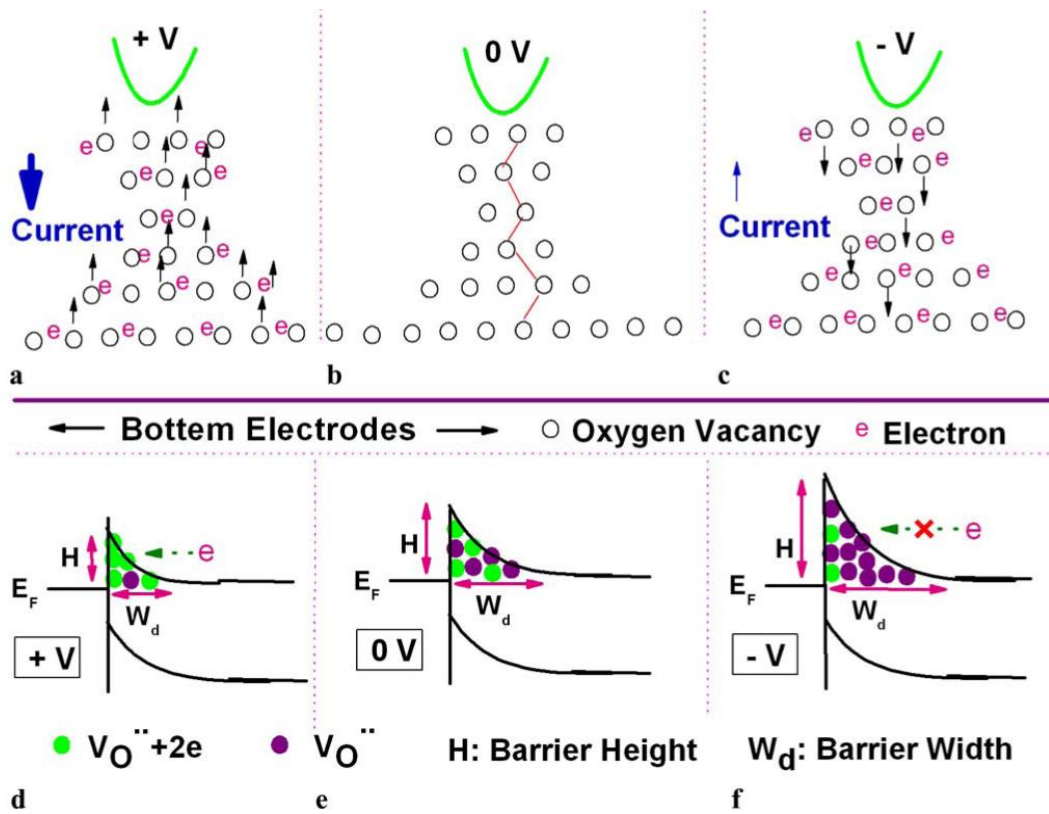 + V
0 V
- V
e e e e e e e e e e e e e e
e e e e e e e e e e e e e
Current
Current
a
b
c
Bottem Electrodes
Oxygen Vacancy
e Electron
H
e
E_F
W_d
+ V
H
E_F
W_d
0 V
H
e
E_F
W_d
- V
V_O¨+2e
V_O¨
H: Barrier Height
W_d: Barrier Width
d
e
f